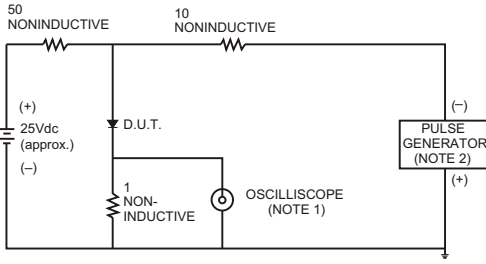 50
NONINDUCTIVE
10
NONINDUCTIVE
(+)
25Vdc
(approx.)
(–)
D.U.T.
1
NON-
INDUCTIVE
OSCILLISCOPE
(NOTE 1)
(–)
PULSE
GENERATOR
(NOTE 2)
(+)